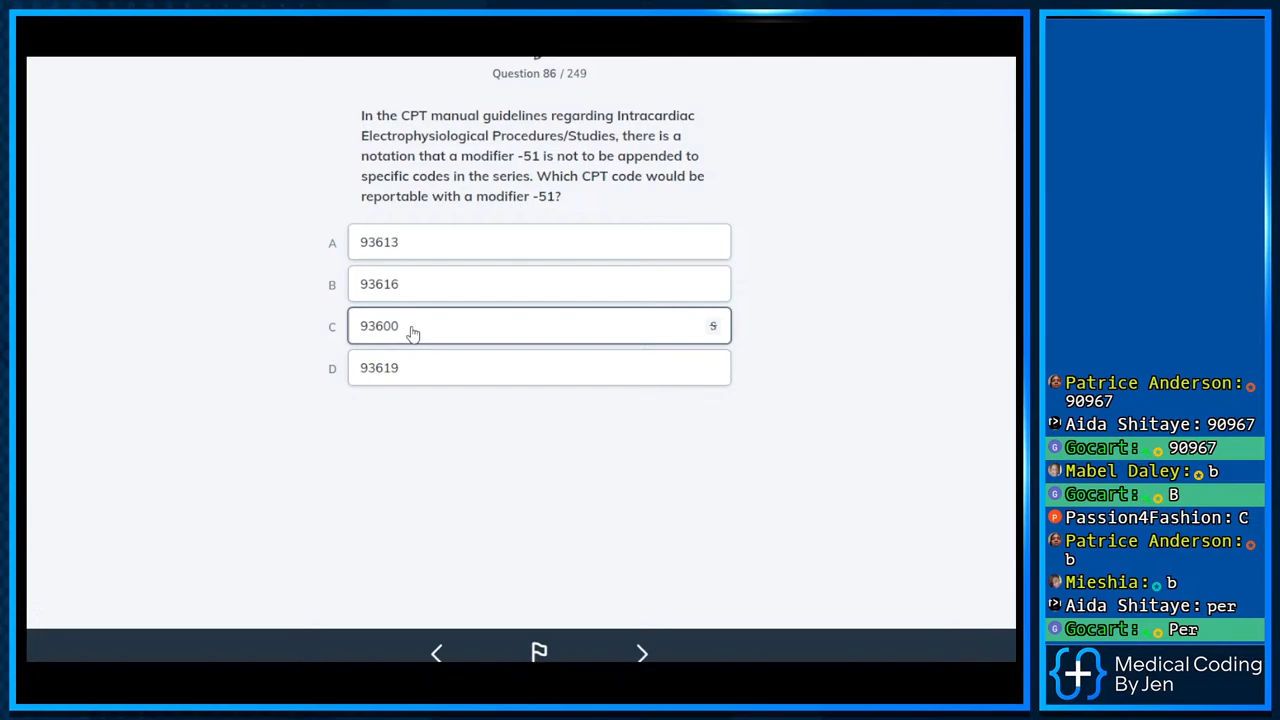 Question 86 / 249
In the CPT manual guidelines regarding Intracardiac
Electrophysiological Procedures/Studies, there is a
notation that a modifier -51 is not to be appended to
specific codes in the series. Which CPT code would be
reportable with a modifier -51?
A 93613
B 93616
C 93600 S
D 93619
Patrice Anderson:
90967
Aida Shitaye: 90967
G Gocart: 90967
Mabel Daley: b
G Gocart: B
P Passion4Fashion: C
Patrice Anderson:
b
Mieshia: b
Aida Shitaye: per
G Gocart: Per
Medical Coding
By Jen